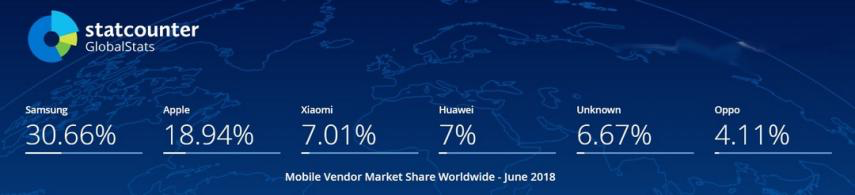 statcounter
GlobalStats
Samsung Apple Xiaomi Huawei Unknown Oppo
30.66% 18.94% 7.01% 7% 6.67% 4.11%
Mobile Vendor Market Share Worldwide - June 2018